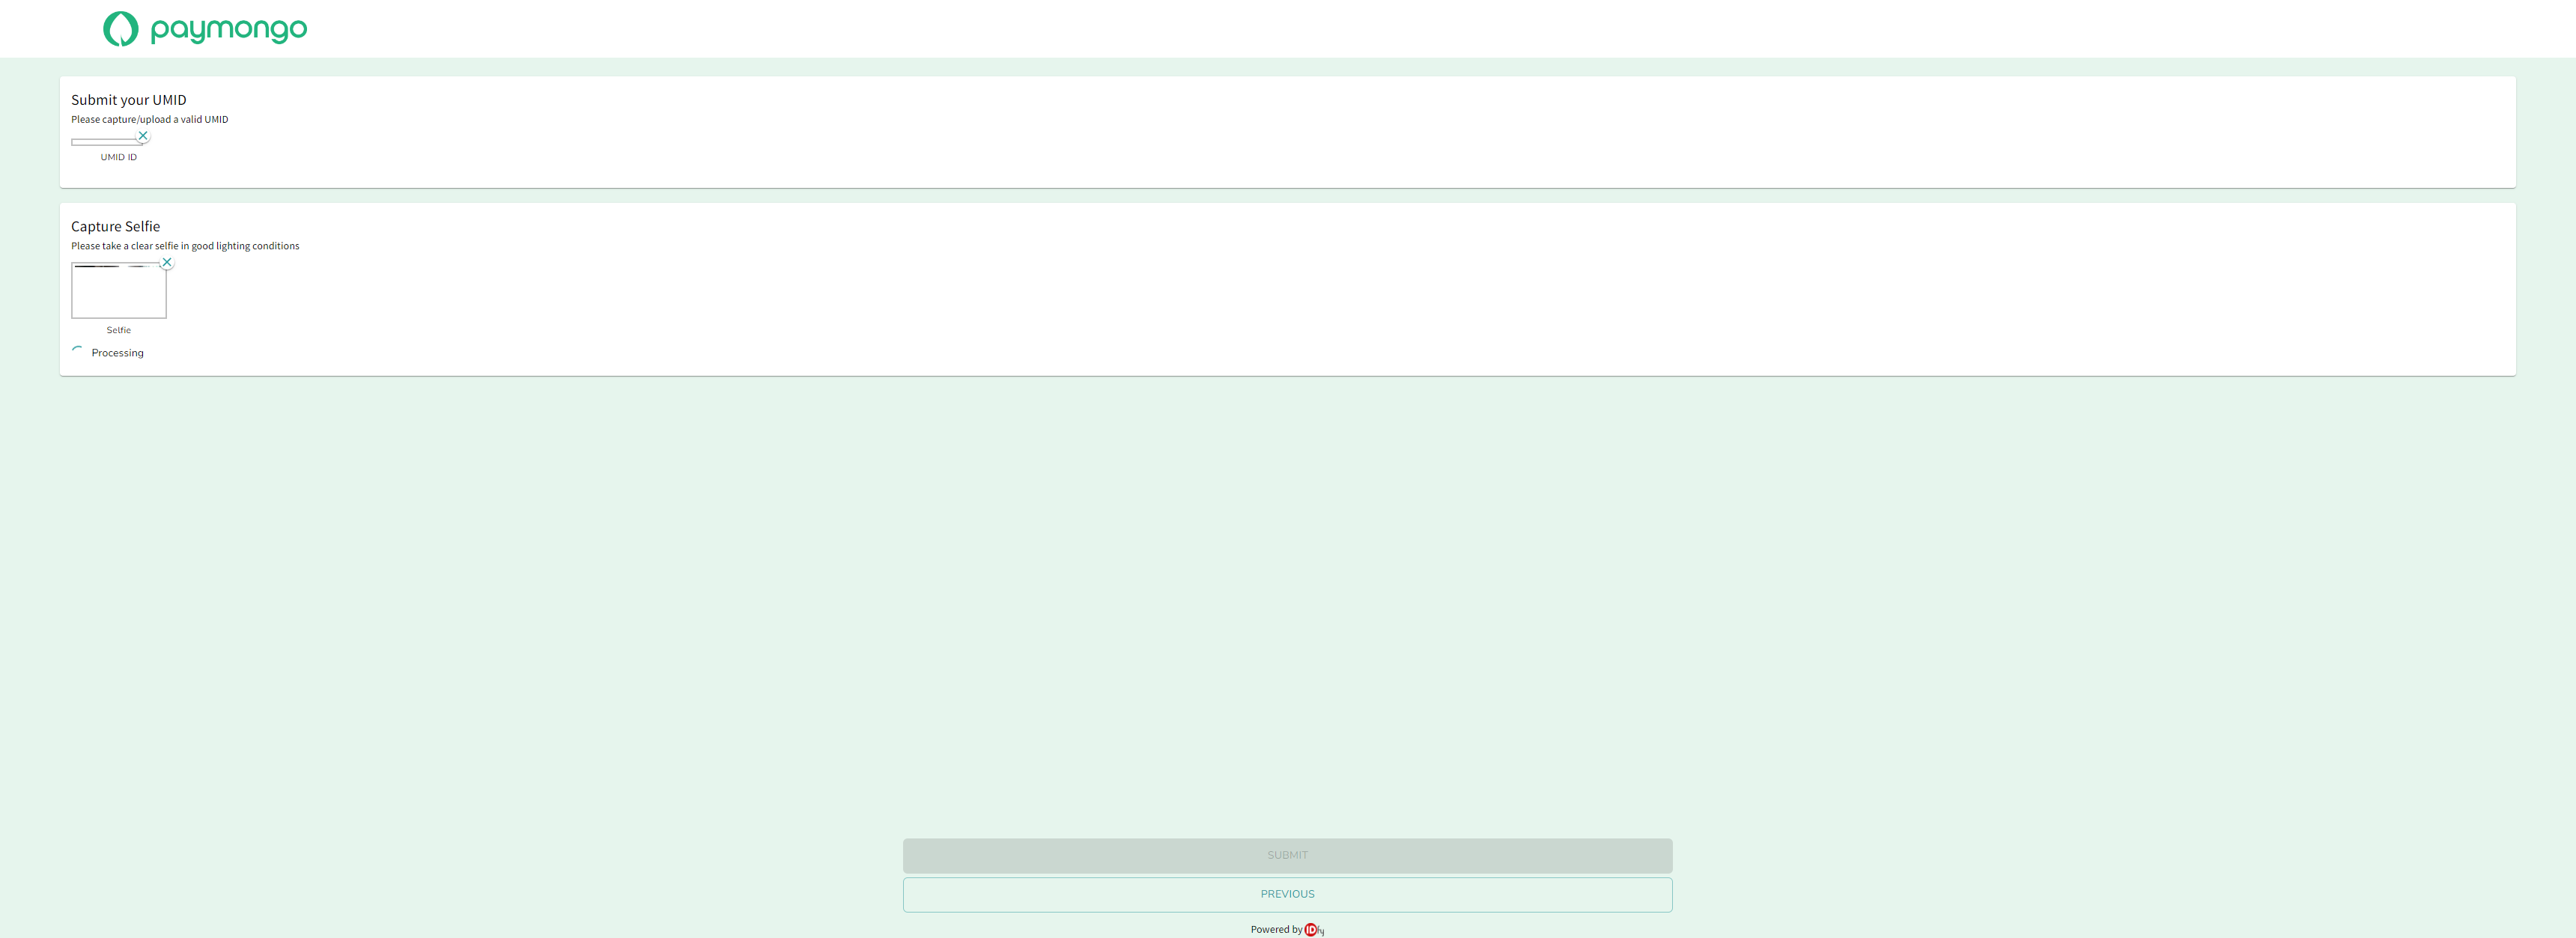 paymongo
Submit your UMID
Please capture/upload a valid UMID
UMID ID
Capture Selfie
Please take a clear selfie in good lighting conditions
Selfie
Processing
SUBMIT
PREVIOUS
Powered by IDfy